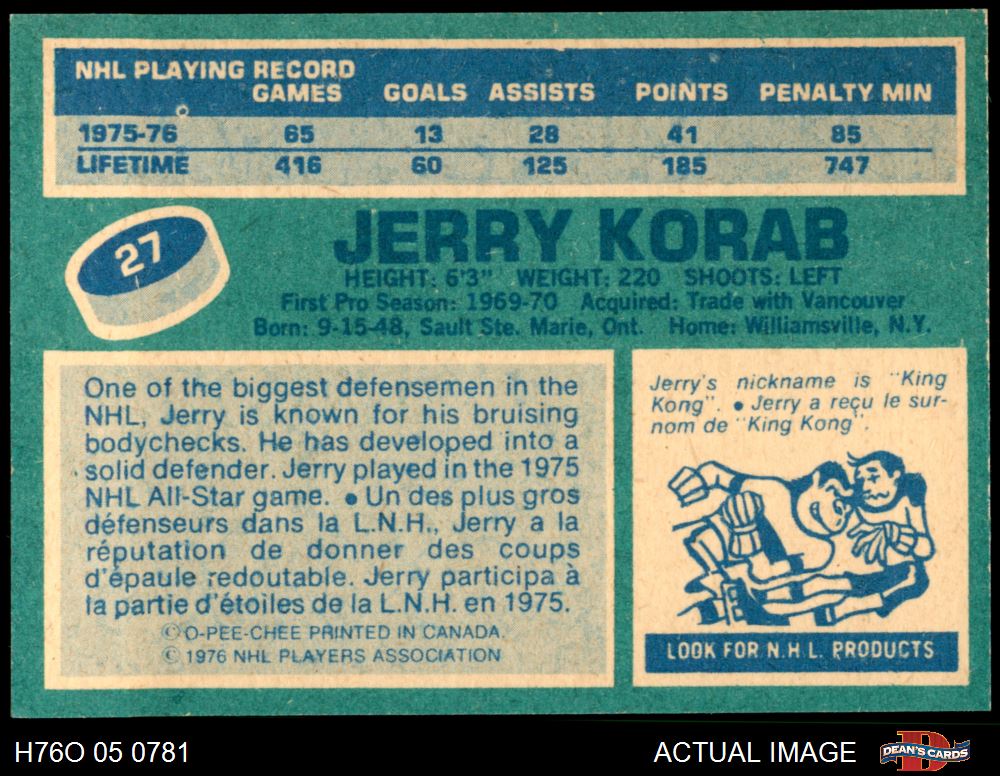 NHL PLAYING RECORD
GAMES GOALS ASSISTS POINTS PENALTY MIN
1975-76 65 13 28 41 85
LIFETIME 416 60 125 185 747
27
JERRY KORAB
HEIGHT: 6'3" WEIGHT: 220 SHOOTS: LEFT
First Pro Season: 1969-70 Acquired: Trade with Vancouver
Born: 9-15-48, Sault Ste. Marie, Ont. Home: Williamsville, N.Y.
One of the biggest defensemen in the
NHL, Jerry is known for his bruising
bodychecks. He has developed into a
solid defender. Jerry played in the 1975
NHL All-Star game. ● Un des plus gros
défenseurs dans la L.N.H., Jerry a la
réputation de donner des coups
d'épaule redoutable. Jerry participa à
la partie d'étoiles de la L.N.H. en 1975.
© O-PEE-CHEE PRINTED IN CANADA.
© 1976 NHL PLAYERS ASSOCIATION
Jerry's nickname is "King
Kong". ● Jerry a reçu le sur-
nom de "King Kong".
LOOK FOR N.H.L. PRODUCTS
H76O 05 0781
ACTUAL IMAGE
D
DEAN'S CARDS